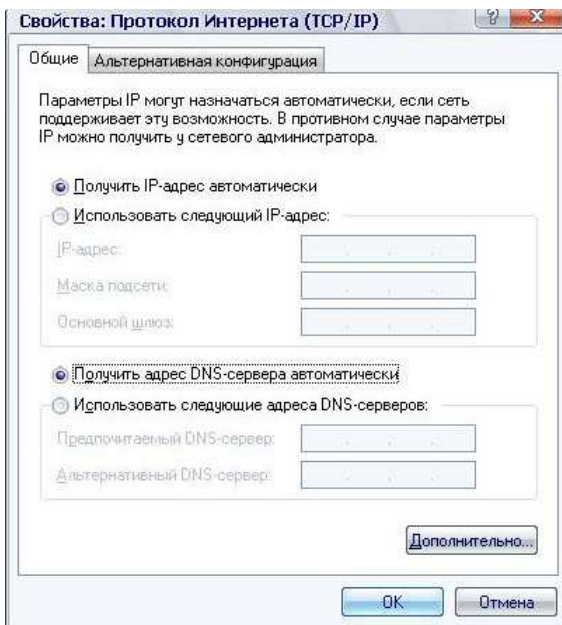 Свойства: Протокол Интернета (TCP/IP)
Общие
Альтернативная конфигурация
Параметры IP могут назначаться автоматически, если сеть
поддерживает эту возможность. В противном случае параметры
IP можно получить у сетевого администратора.
Получить IP-адрес автоматически
Использовать следующий IP-адрес:
IP-адрес:
Маска подсети:
Основной шлюз:
Получить адрес DNS-сервера автоматически
Использовать следующие адреса DNS-серверов:
Предпочитаемый DNS-сервер:
Альтернативный DNS-сервер:
Дополнительно...
OK
Отмена